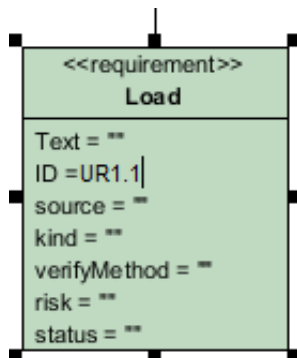 <<requirement>>
Load
Text = ""
ID =UR1.1
source = ""
kind = ""
verifyMethod = ""
risk = ""
status = ""